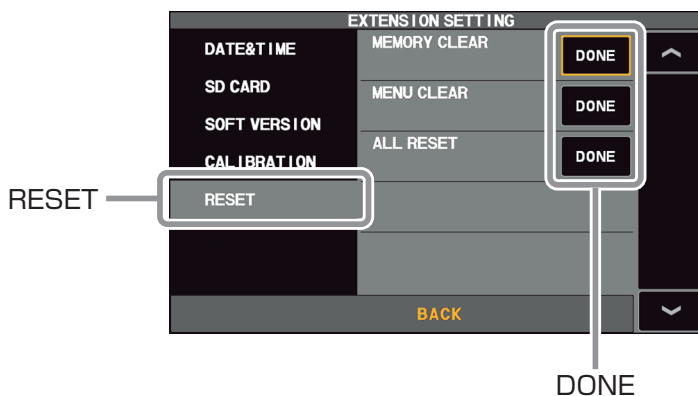 EXTENSION SETTING
DATE&TIME
SD CARD
SOFT VERSION
CALIBRATION
RESET
MEMORY CLEAR
DONE
MENU CLEAR
DONE
ALL RESET
DONE
BACK
RESET
DONE